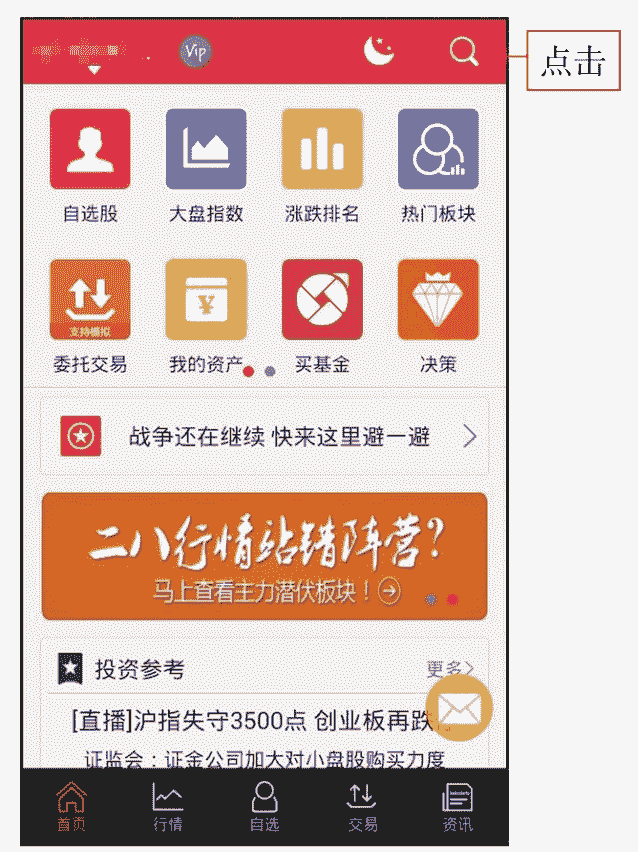 Vip
点击
自选股 大盘指数 涨跌排名 热门板块
支持模拟
委托交易 我的资产 买基金 决策
战争还在继续 快来这里避一避
二八行情站错阵营?
马上查看主力潜伏板块！
投资参考 更多
[直播]沪指失守3500点 创业板再跌
证监会：证金公司加大对小盘股购买力度
首页 行情 自选 交易 资讯